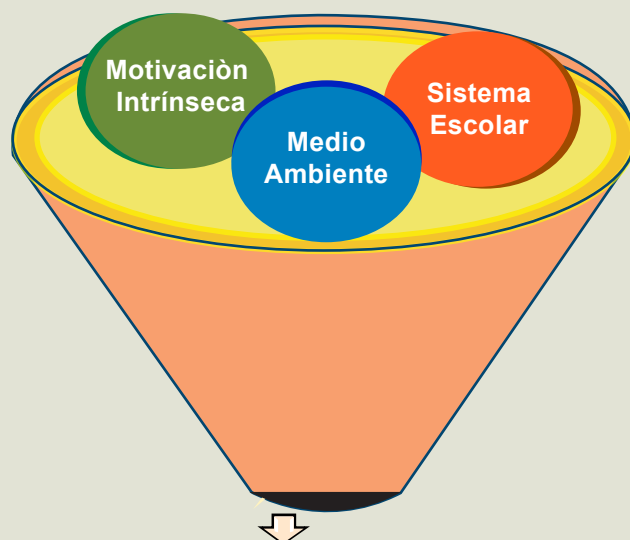 Motivaciòn
Intrínseca
Medio
Ambiente
Sistema
Escolar